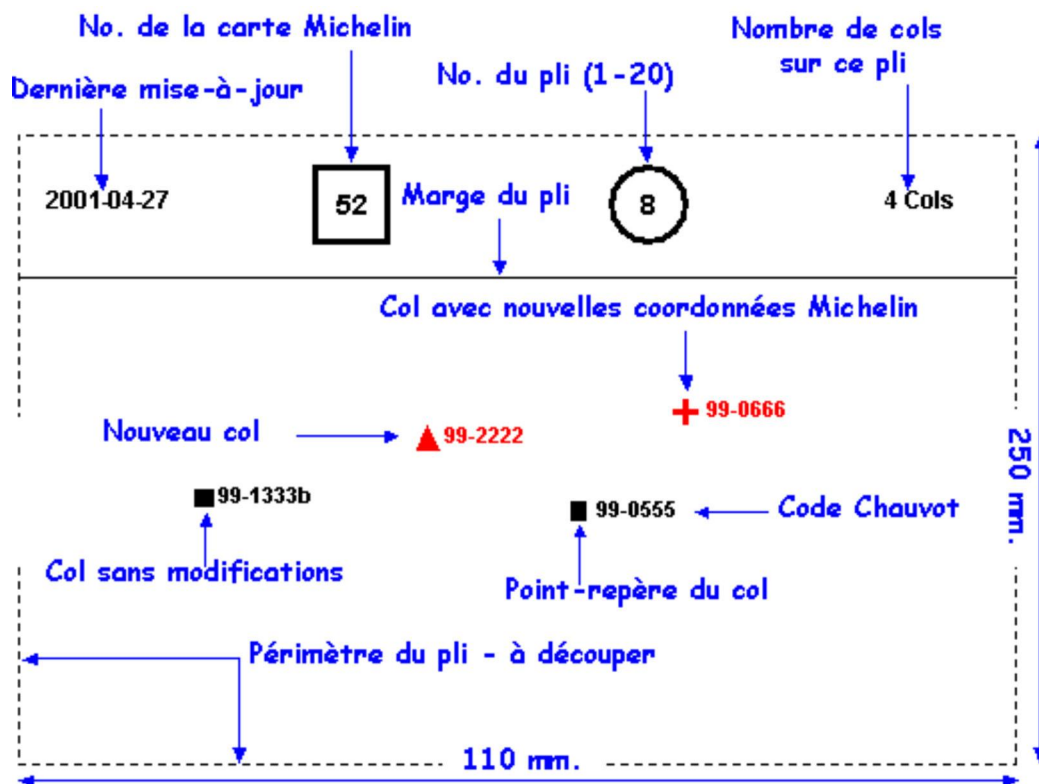 No. de la carte Michelin
Nombre de cols
sur ce pli
No. du pli (1-20)
Dernière mise-à-jour
2001-04-27
52
Marge du pli
8
4 Cols
Col avec nouvelles coordonnées Michelin
99-0666
Nouveau col
99-2222
250 mm.
99-1333b
99-0555
Code Chauvot
Col sans modifications
Point-repère du col
Périmètre du pli - à découper
110 mm.